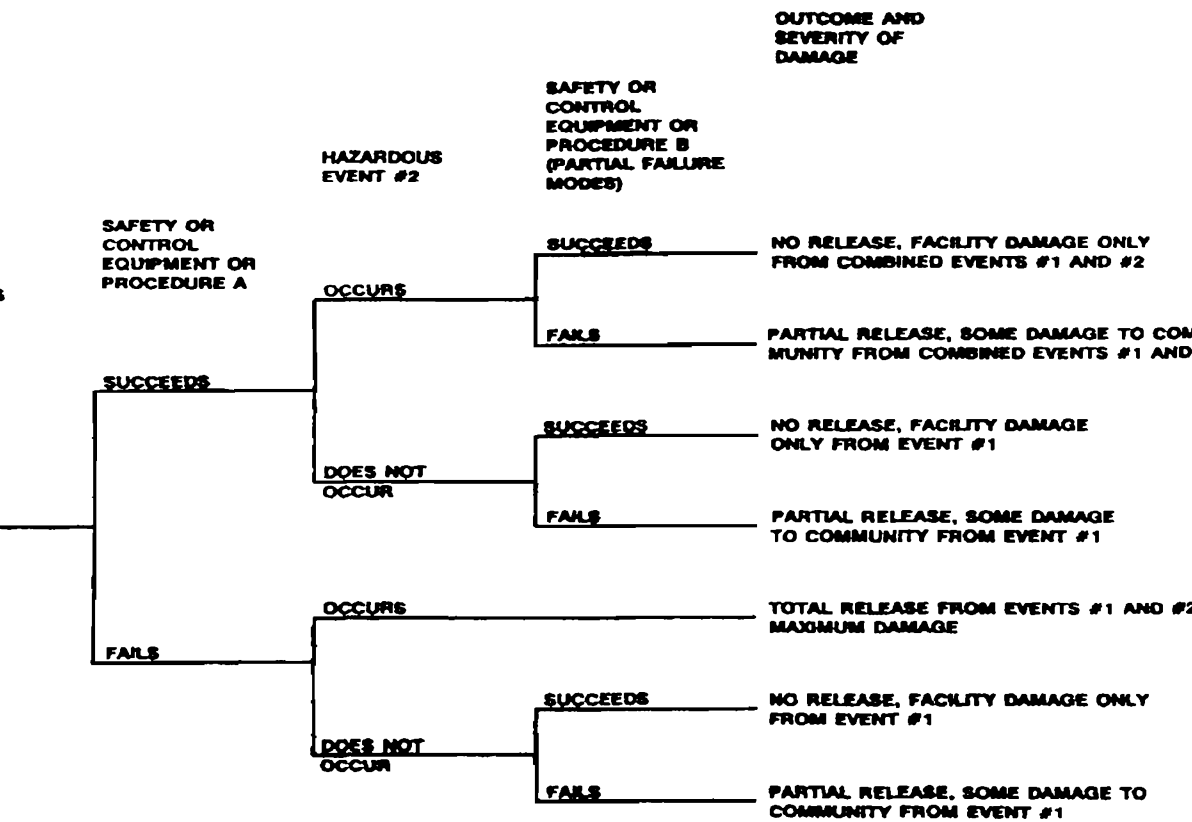 OUTCOME AND
SEVERITY OF
DAMAGE
SAFETY OR
CONTROL
EQUIPMENT OR
PROCEDURE B
(PARTIAL FAILURE
MODES)
HAZARDOUS
EVENT #2
SAFETY OR
CONTROL
EQUIPMENT OR
PROCEDURE A
S
SUCCEEDS
NO RELEASE, FACILITY DAMAGE ONLY
FROM COMBINED EVENTS #1 AND #2
OCCURS
FAILS
PARTIAL RELEASE, SOME DAMAGE TO COM
MUNITY FROM COMBINED EVENTS #1 AND
SUCCEEDS
SUCCEEDS
NO RELEASE, FACILITY DAMAGE
ONLY FROM EVENT #1
DOES NOT
OCCUR
FAILS
PARTIAL RELEASE, SOME DAMAGE
TO COMMUNITY FROM EVENT #1
OCCURS
TOTAL RELEASE FROM EVENTS #1 AND #2
MAXIMUM DAMAGE
FAILS
SUCCEEDS
NO RELEASE, FACILITY DAMAGE ONLY
FROM EVENT #1
DOES NOT
OCCUR
FAILS
PARTIAL RELEASE, SOME DAMAGE TO
COMMUNITY FROM EVENT #1